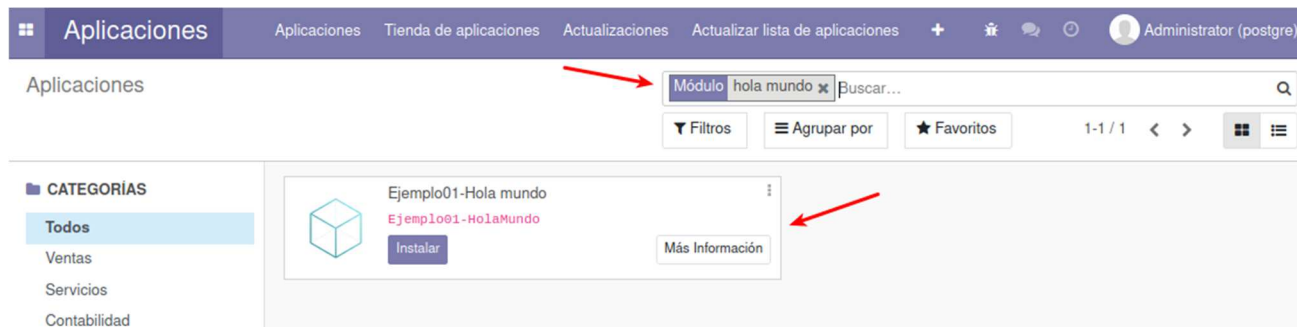 Aplicaciones Aplicaciones Tienda de aplicaciones Actualizaciones Actualizar lista de aplicaciones Administrator (postgre)
Aplicaciones
Módulo hola mundo Buscar...
Filtros Agrupar por Favoritos 1-1 / 1
CATEGORÍAS
Todos
Ventas
Servicios
Contabilidad
Ejemplo01-Hola mundo
Ejemplo01-HolaMundo
Instalar Más Información